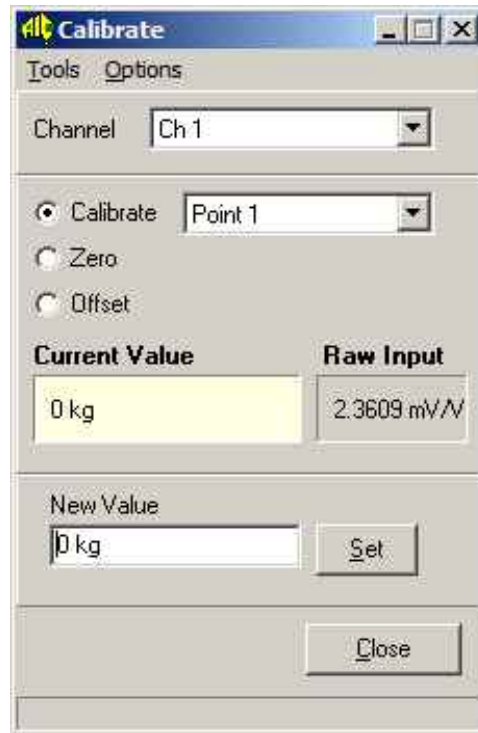 Calibrate
Tools Options
Channel Ch 1
Calibrate Point 1
Zero
Offset
Current Value Raw Input
0 kg 2.3609 mV/V
New Value
0 kg Set
Close